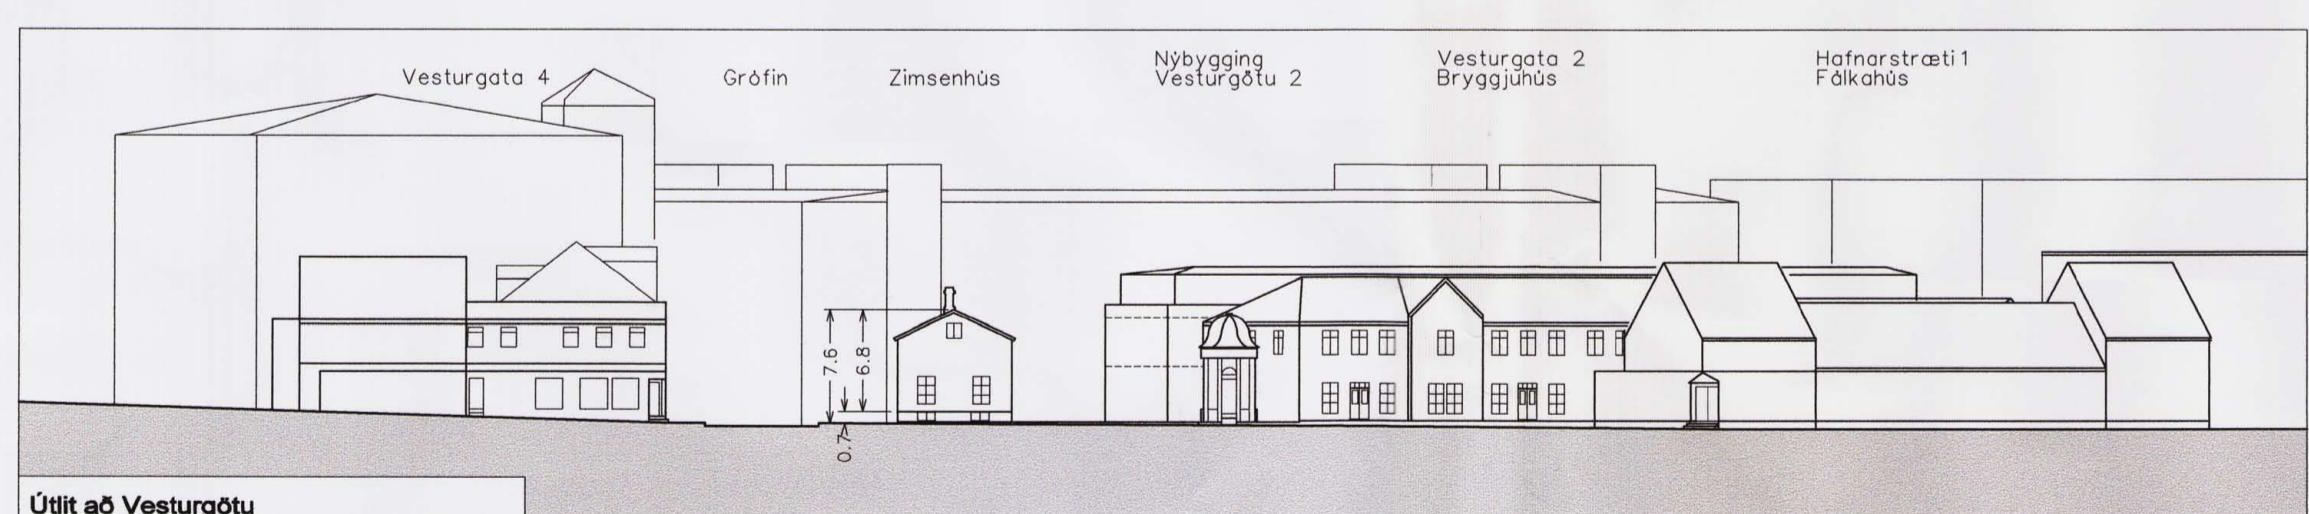 Vesturgata 4
Grófin
Zimsenhús
Nýbygging
Vesturgötu 2
Vesturgata 2
Bryggjuhús
Hafnarstræti 1
Fálkahús
7.6
6.8
0.7
Útlit að Vesturgötu